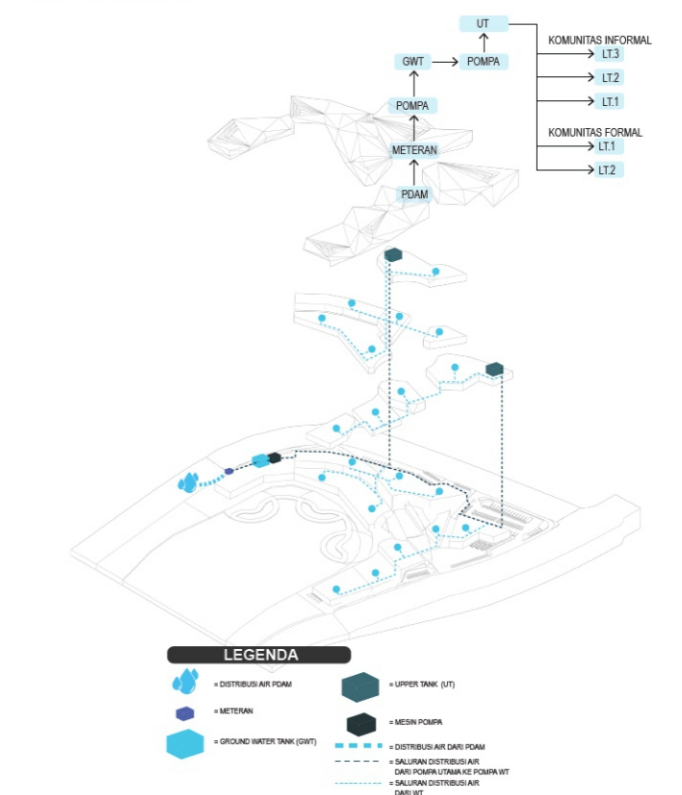 UT
KOMUNITAS INFORMAL
GWT
POMPA
LT.3
LT.2
POMPA
LT.1
KOMUNITAS FORMAL
METERAN
LT.1
LT.2
PDAM
LEGENDA
= DISTRIBUSI AIR PDAM
= UPPER TANK (UT)
= METERAN
= MESIN POMPA
= GROUND WATER TANK (GWT)
= DISTRIBUSI AIR DARI PDAM
= SALURAN DISTRIBUSI AIR
DARI POMPA UTAMA KE POMPA WT
= SALURAN DISTRIBUSI AIR
DARI WT